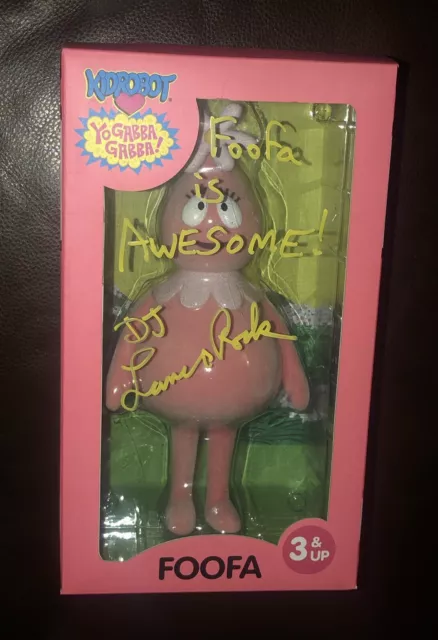 KIDROBOT
YO GABBA
GABBA!
Foofa
is
AWESOME!
DJ
Lance Rock
FOOFA
3 &
UP